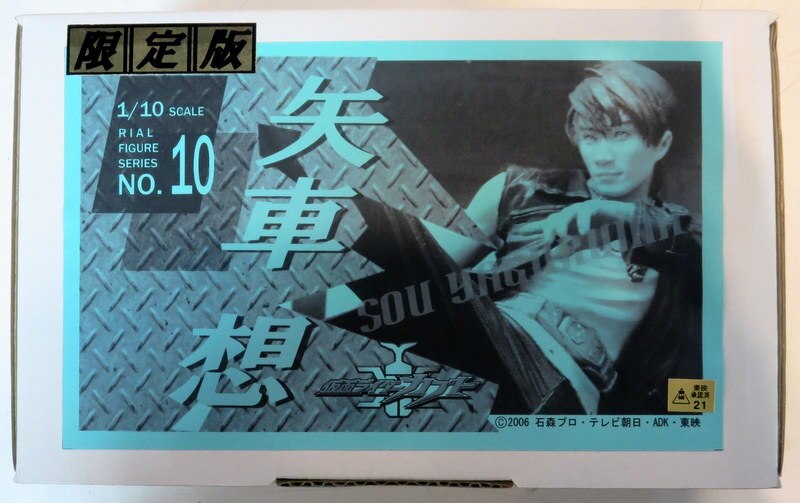 限定版
1/10 SCALE
RIAL
FIGURE
SERIES
NO. 10
矢車
想
SOU YAGURUMA
仮面ライダーカブト
東映
承認済
21
©2006 石森プロ・テレビ朝日・ADK・東映